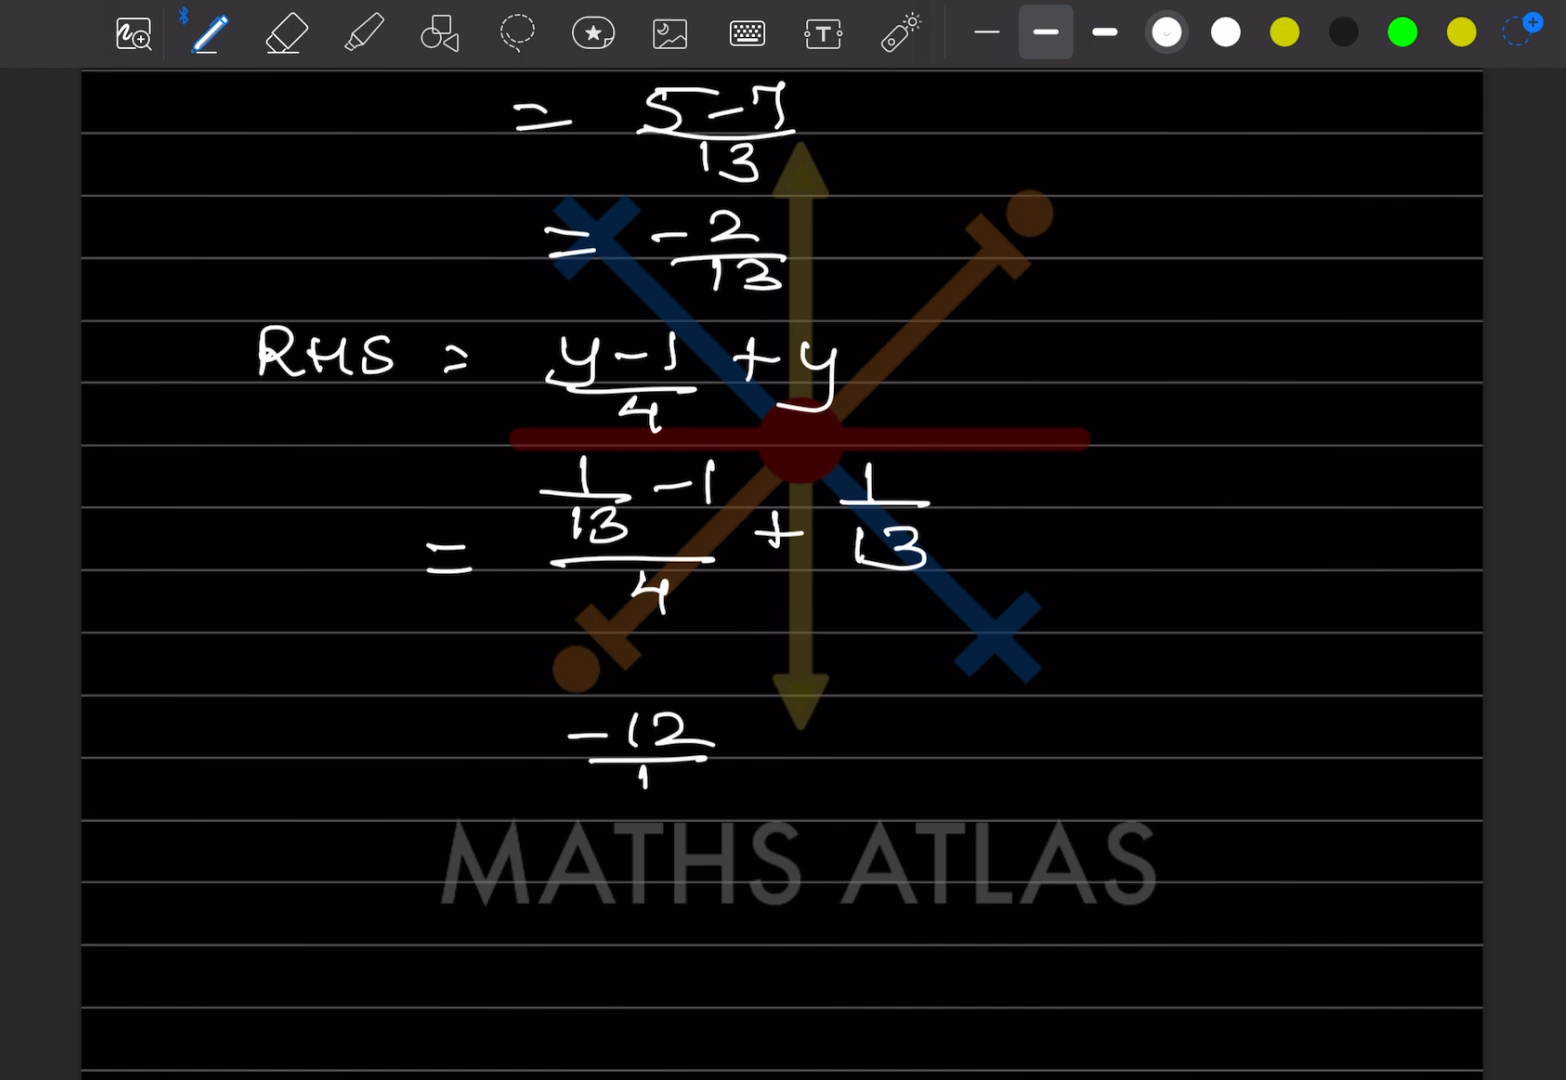 = 5-7/13
= -2/13
RHS = y-1/4 + y
= (1/13 -1)/4 + 1/13
-12/1
MATHS ATLAS